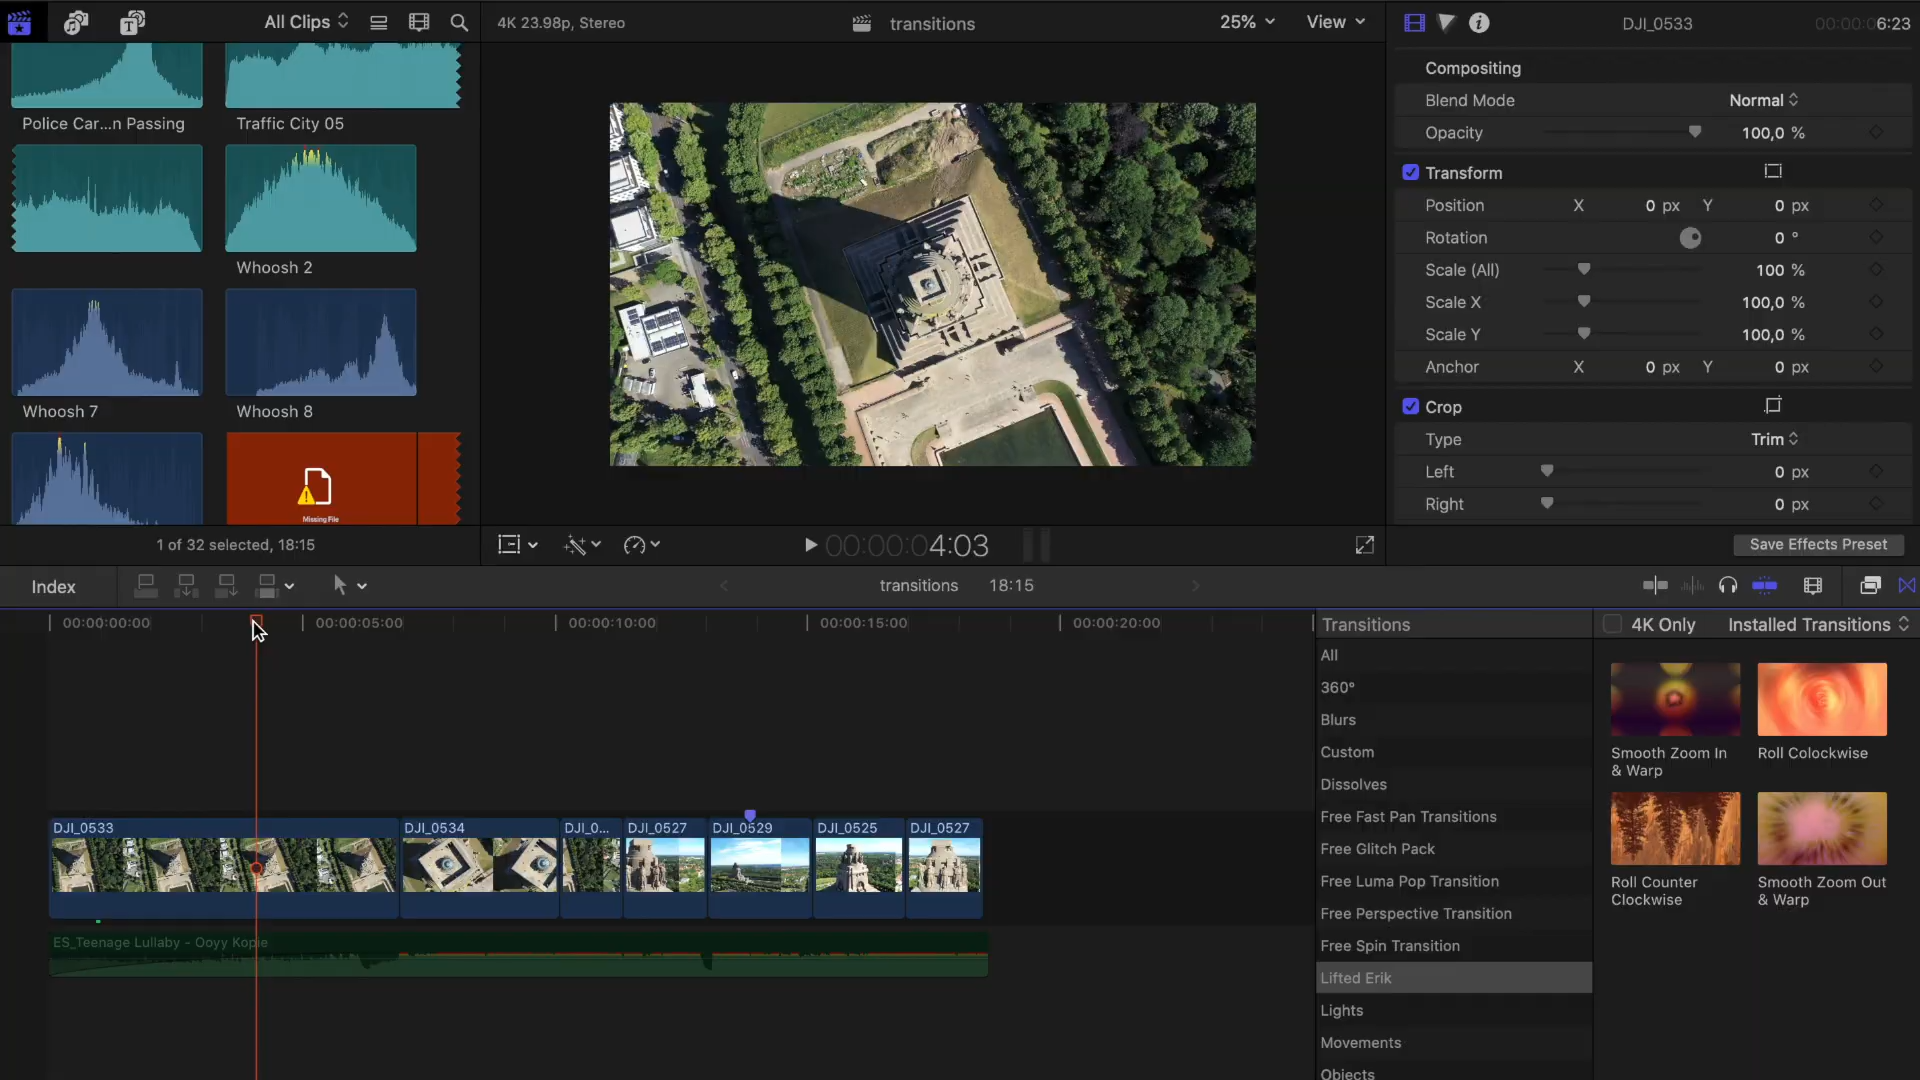 All Clips
4K 23.98p, Stereo
transitions
25%
View
DJI_0533
00:00:06:23
Police Car...n Passing
Traffic City 05
Whoosh 2
Whoosh 7
Whoosh 8
Missing File
1 of 32 selected, 18:15
00:00:04:03
Compositing
Blend Mode
Normal
Opacity
100,0 %
Transform
Position X 0 px Y 0 px
Rotation 0 °
Scale (All) 100 %
Scale X 100,0 %
Scale Y 100,0 %
Anchor X 0 px Y 0 px
Crop
Type Trim
Left 0 px
Right 0 px
Save Effects Preset
Index
transitions 18:15
00:00:00:00
00:00:05:00
00:00:10:00
00:00:15:00
00:00:20:00
DJI_0533
DJI_0534
DJI_0...
DJI_0527
DJI_0529
DJI_0525
DJI_0527
ES_Teenage Lullaby - Ooyy Kopie
Transitions
4K Only
Installed Transitions
All
360°
Blurs
Custom
Dissolves
Free Fast Pan Transitions
Free Glitch Pack
Free Luma Pop Transition
Free Perspective Transition
Free Spin Transition
Lifted Erik
Lights
Movements
Objects
Smooth Zoom In
& Warp
Roll Colockwise
Roll Counter
Clockwise
Smooth Zoom Out
& Warp